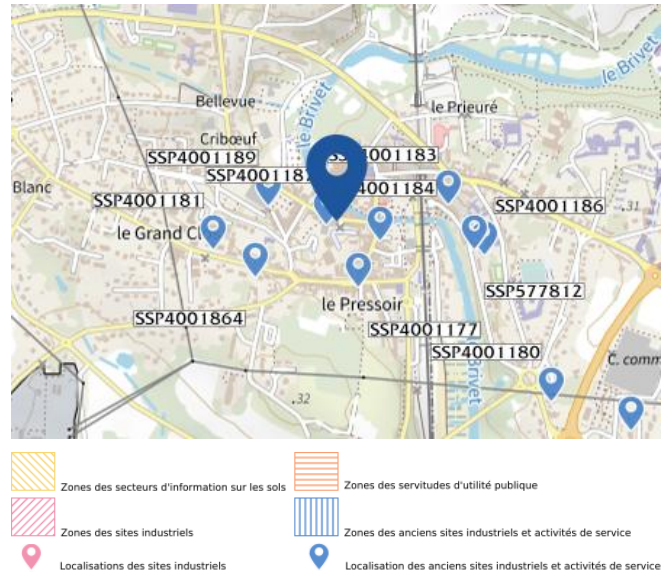 le Brivet
le Brivet
Bellevue
le Prieuré
Cribœuf
SSP4001189
SSP4001183
Blanc
SSP4001184
SSP4001181
SSP4001186
31
le Grand Cl
SSP577812
le Pressoir
SSP4001864
SSP4001177
SSP4001180
le Brivet
C. comm
32
Zones des secteurs d'information sur les sols
Zones des servitudes d'utilité publique
Zones des sites industriels
Zones des anciens sites industriels et activités de service
Localisations des sites industriels
Localisation des anciens sites industriels et activités de service